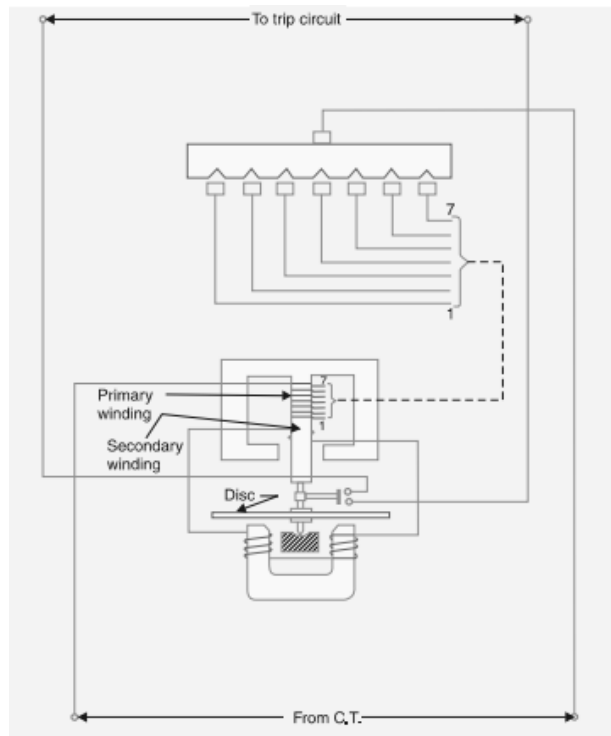 To trip circuit
7
1
7
Primary
winding
1
Secondary
winding
Disc
From C.T.